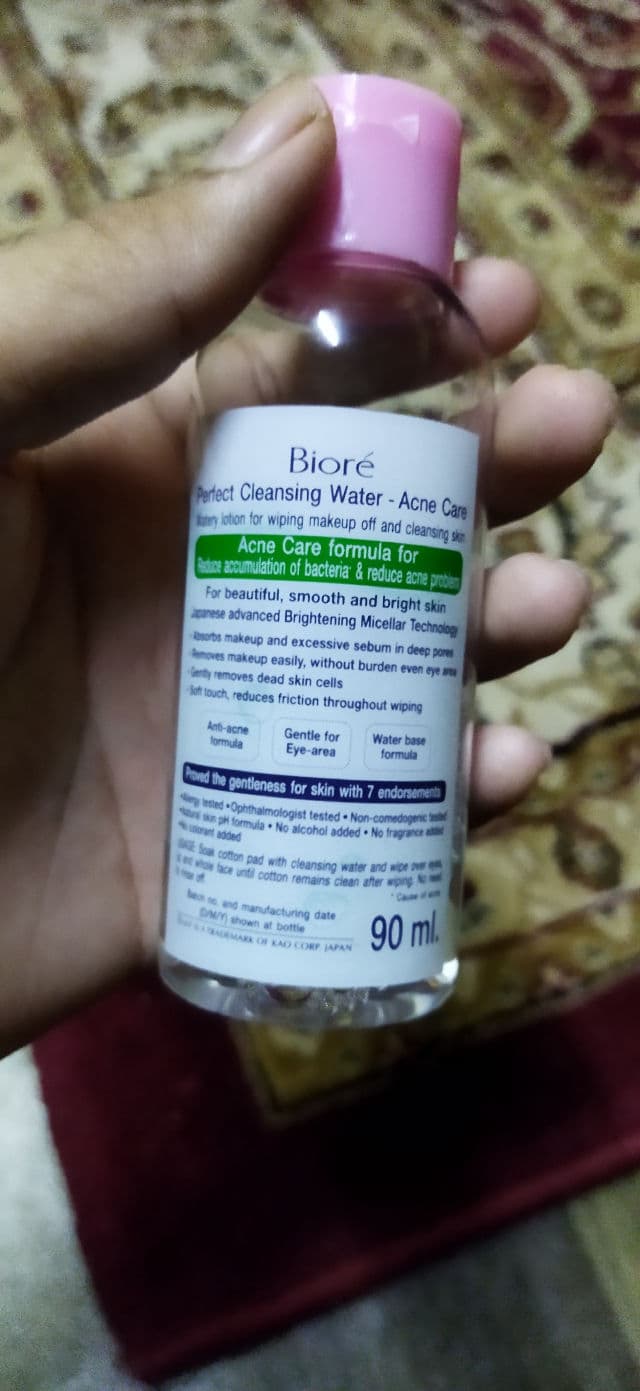 Bioré
Perfect Cleansing Water - Acne Care
Watery lotion for wiping makeup off and cleansing skin
Acne Care formula for
Reduce accumulation of bacteria* & reduce acne problem
For beautiful, smooth and bright skin
Japanese advanced Brightening Micellar Technology
-Absorbs makeup and excessive sebum in deep pores
-Removes makeup easily, without burden even eye area
-Gently removes dead skin cells
-Soft touch, reduces friction throughout wiping
Anti-acne
formula
Gentle for
Eye-area
Water base
formula
Proved the gentleness for skin with 7 endorsements
•Allergy tested •Ophthalmologist tested • Non-comedogenic tested
•Natural skin pH formula • No alcohol added • No fragrance added
•No colorant added
USAGE: Soak cotton pad with cleansing water and wipe over eyes,
and whole face until cotton remains clean after wiping. No need
to rinse off.
* Cause of acne
Batch no. and manufacturing date
(D/M/Y) shown at bottle
IS A TRADEMARK OF KAO CORP. JAPAN
90 ml.